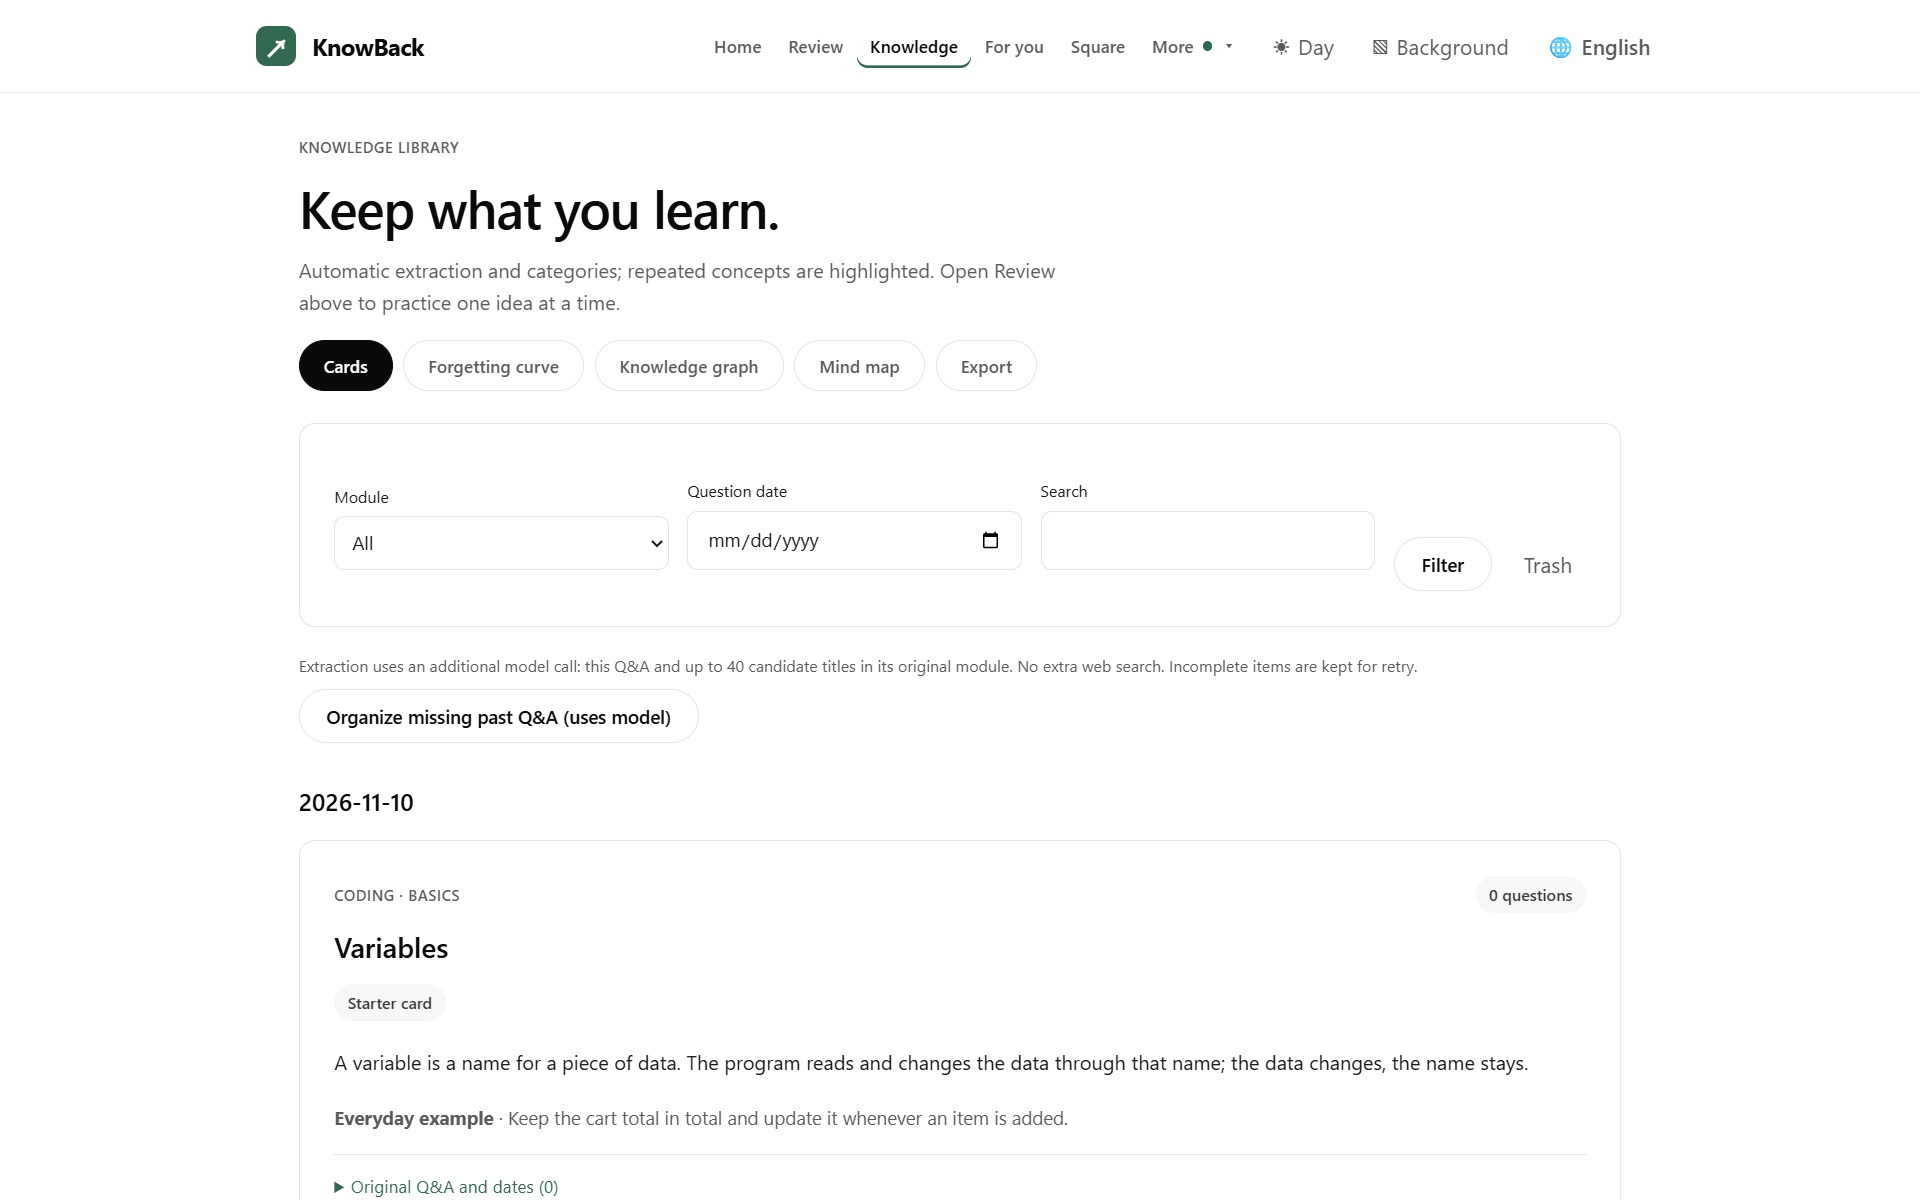 KnowBack
Home Review Knowledge For you Square More Day Background English
KNOWLEDGE LIBRARY
Keep what you learn.
Automatic extraction and categories; repeated concepts are highlighted. Open Review
above to practice one idea at a time.
Cards Forgetting curve Knowledge graph Mind map Export
Module Question date Search
All mm/dd/yyyy Filter Trash
Extraction uses an additional model call: this Q&A and up to 40 candidate titles in its original module. No extra web search. Incomplete items are kept for retry.
Organize missing past Q&A (uses model)
2026-11-10
CODING · BASICS 0 questions
Variables
Starter card
A variable is a name for a piece of data. The program reads and changes the data through that name; the data changes, the name stays.
Everyday example · Keep the cart total in total and update it whenever an item is added.
Original Q&A and dates (0)